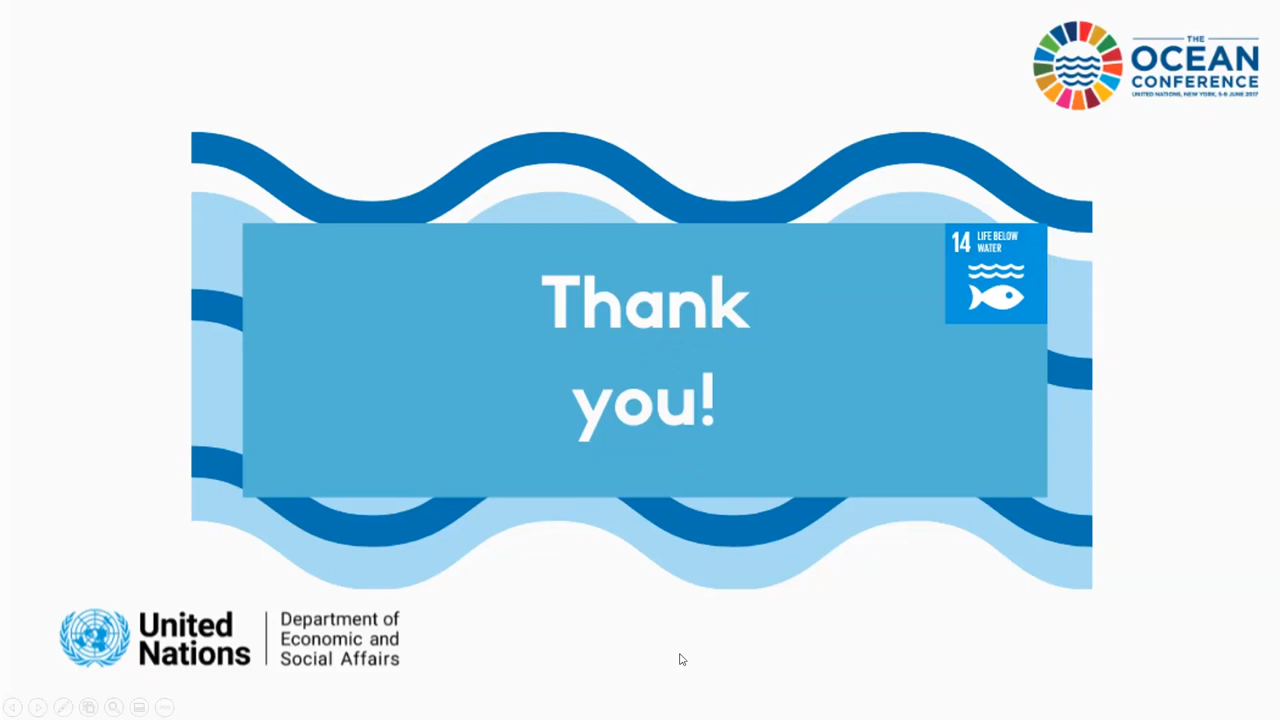 THE
OCEAN
CONFERENCE
UNITED NATIONS, NEW YORK, 5-9 JUNE 2017
14 LIFE BELOW
WATER
Thank
you!
United
Nations
Department of
Economic and
Social Affairs